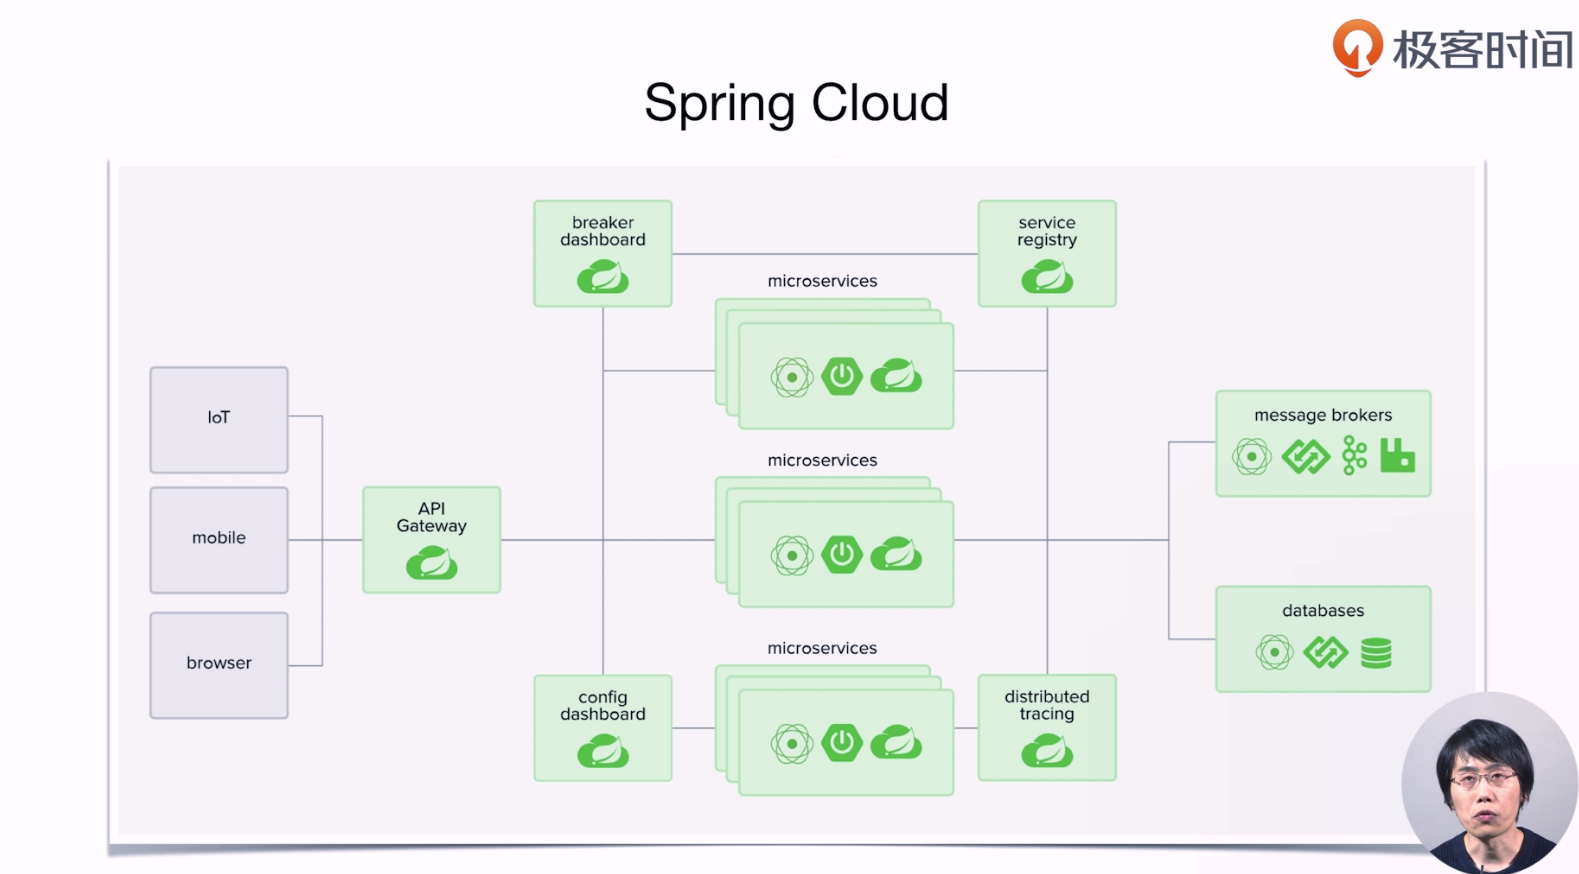 极客时间
Spring Cloud
breaker
dashboard
service
registry
microservices
IoT
mobile
browser
API
Gateway
microservices
message brokers
databases
microservices
config
dashboard
distributed
tracing